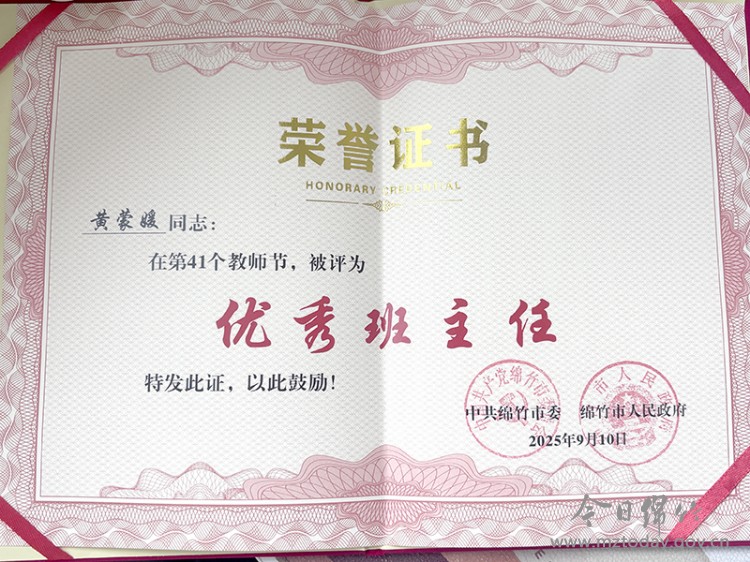 荣誉证书
HONORARY CREDENTIAL
黄蒙媛同志：
在第41个教师节，被评为
优秀班主任
特发此证，以此鼓励！
中共绵竹市委 绵竹市人民政府
2025年9月10日
今日绵竹
www.mztoday.gov.cn